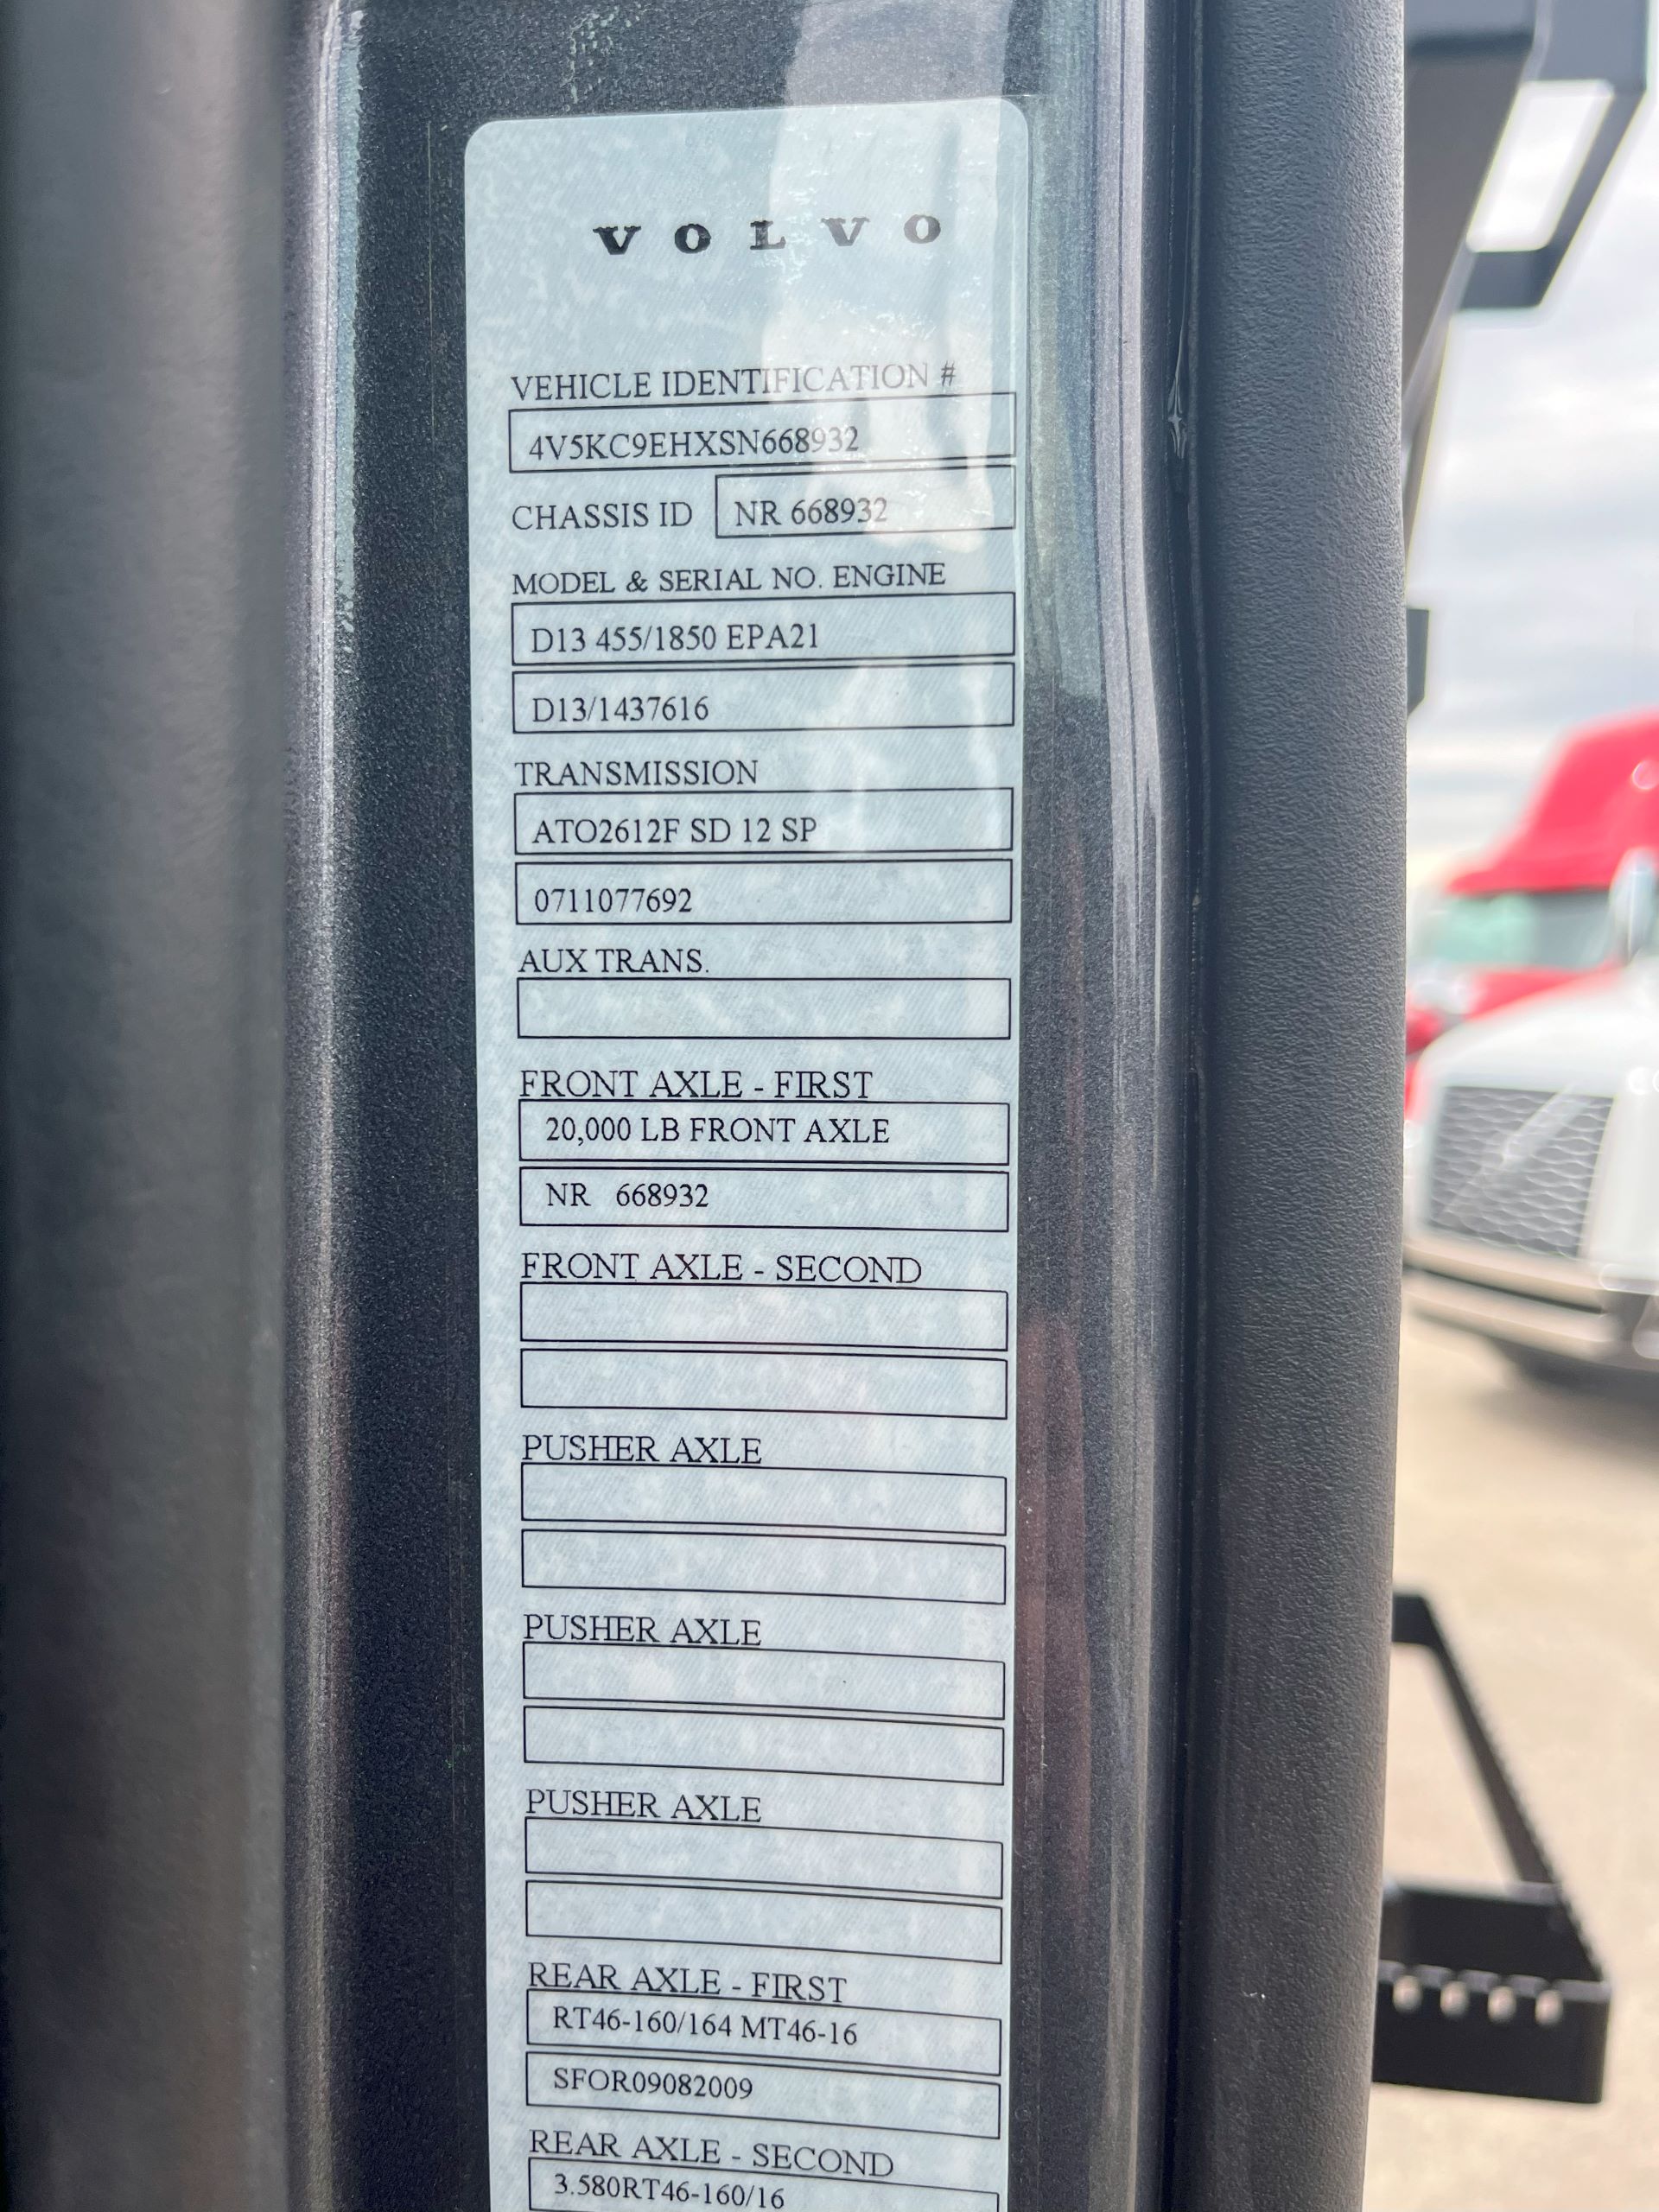 VOLVO
VEHICLE IDENTIFICATION #
4V5KC9EHXSN668932
CHASSIS ID NR 668932
MODEL & SERIAL NO. ENGINE
D13 455/1850 EPA21
D13/1437616
TRANSMISSION
ATO2612F SD 12 SP
0711077692
AUX TRANS.
FRONT AXLE - FIRST
20,000 LB FRONT AXLE
NR 668932
FRONT AXLE - SECOND
PUSHER AXLE
PUSHER AXLE
PUSHER AXLE
REAR AXLE - FIRST
RT46-160/164 MT46-16
SFOR09082009
REAR AXLE - SECOND
3.580RT46-160/16